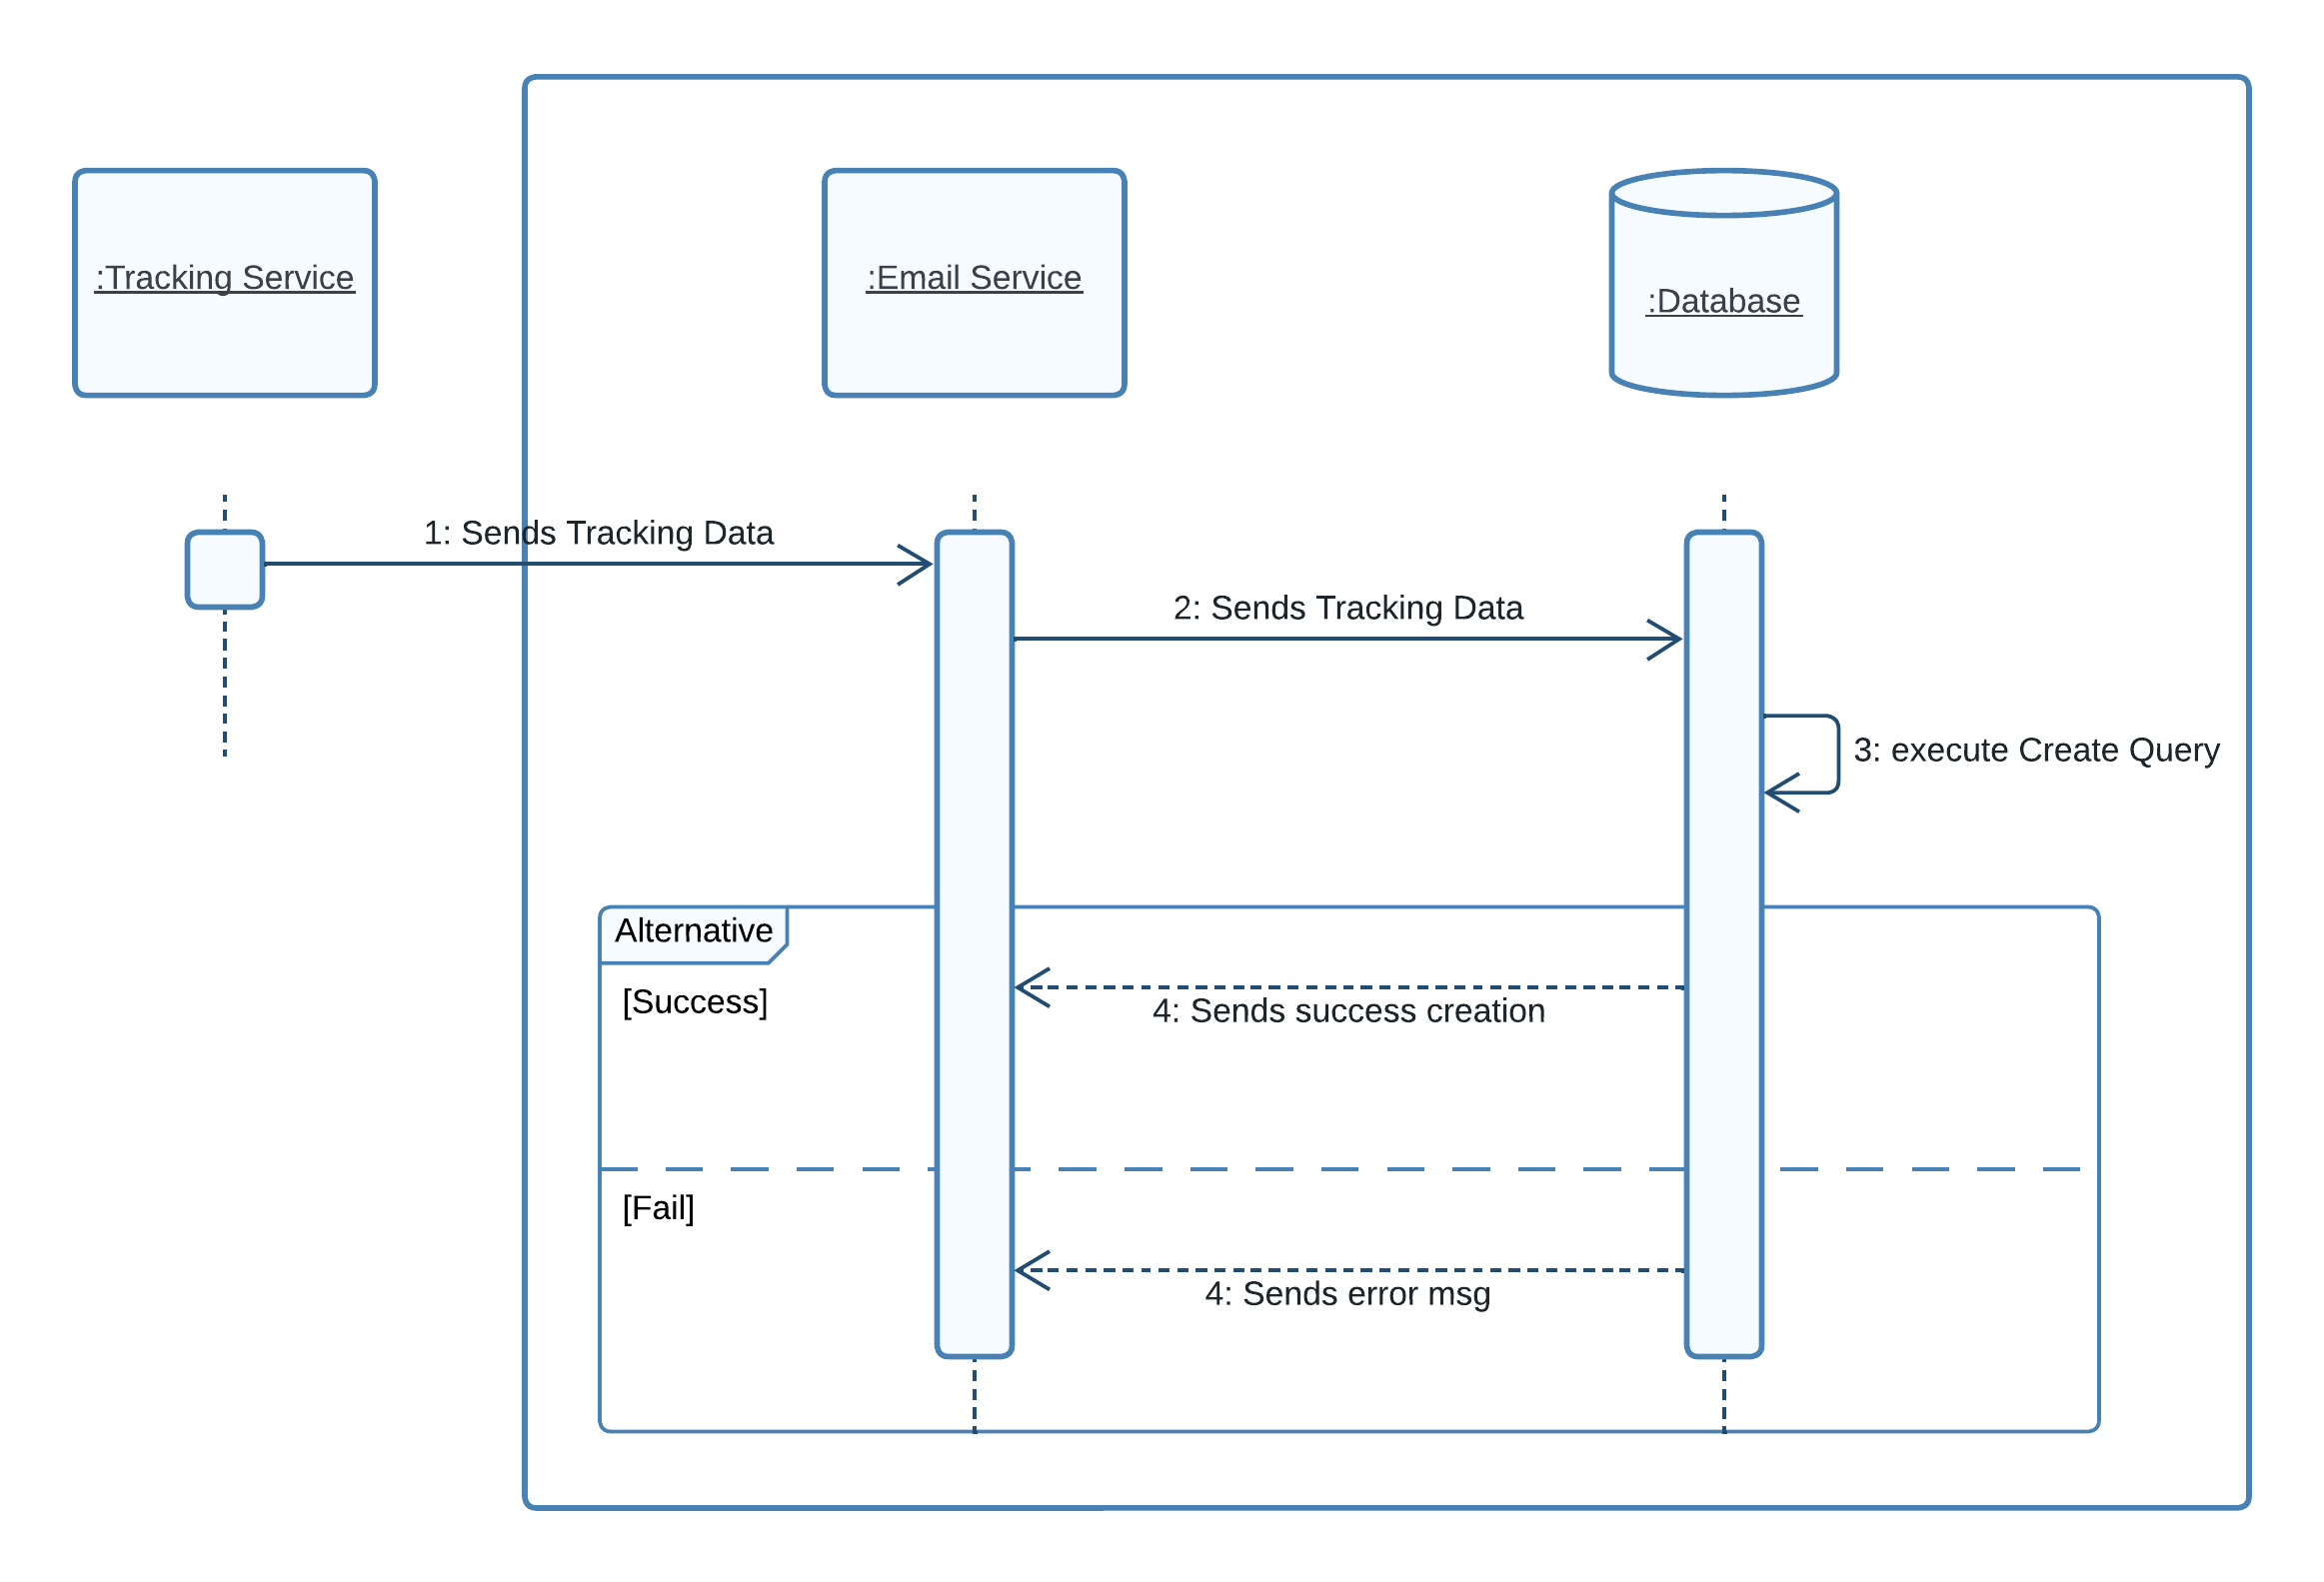 :Tracking Service
:Email Service
:Database
1: Sends Tracking Data
2: Sends Tracking Data
3: execute Create Query
Alternative
[Success]
4: Sends success creation
[Fail]
4: Sends error msg